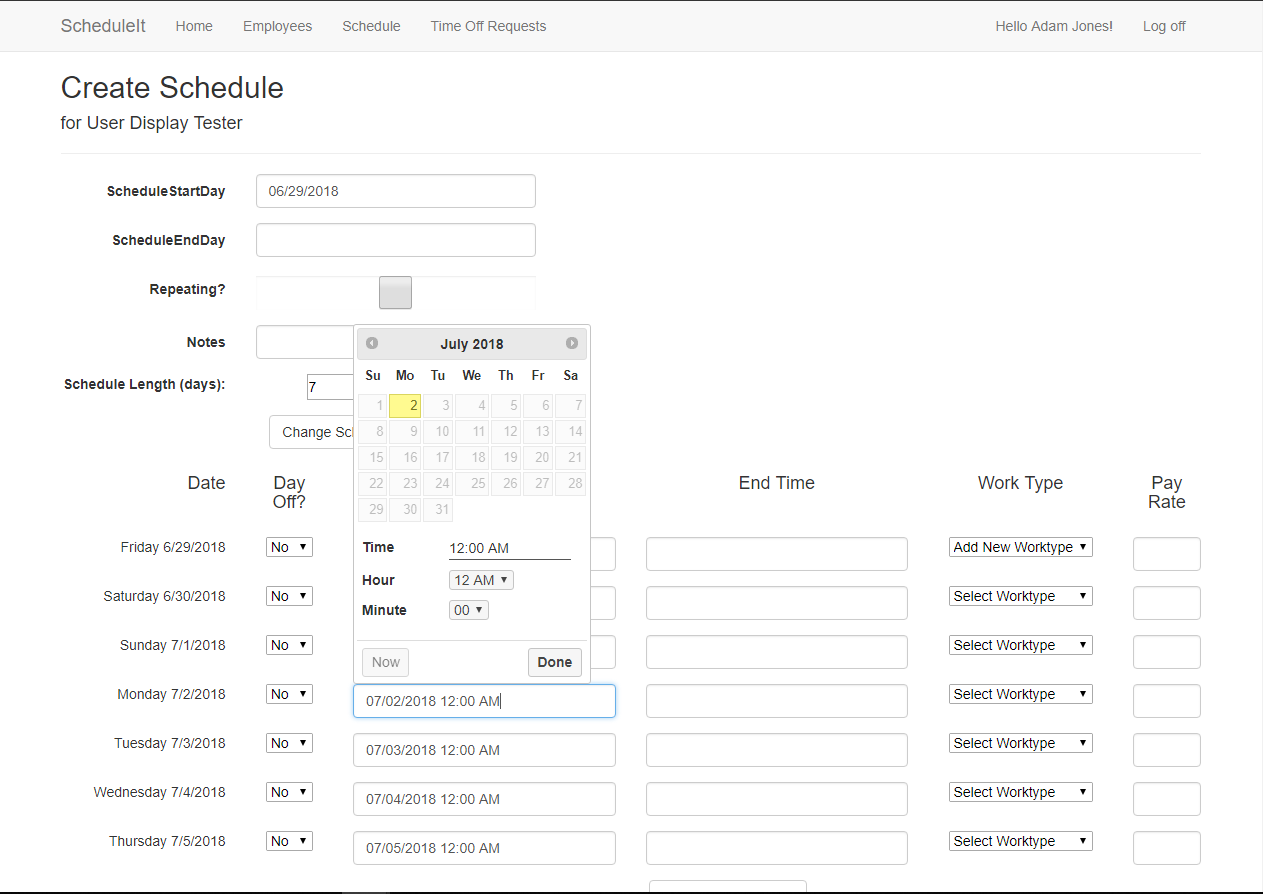 ScheduleIt Home Employees Schedule Time Off Requests Hello Adam Jones! Log off
Create Schedule
for User Display Tester
ScheduleStartDay 06/29/2018
ScheduleEndDay
Repeating?
Notes
Schedule Length (days): 7
Change Sc
July 2018
Su Mo Tu We Th Fr Sa
1 2 3 4 5 6 7
8 9 10 11 12 13 14
15 16 17 18 19 20 21
22 23 24 25 26 27 28
29 30 31
Time 12:00 AM
Hour 12 AM
Minute 00
Now Done
Date Day Off? End Time Work Type Pay Rate
Friday 6/29/2018 No Add New Worktype
Saturday 6/30/2018 No Select Worktype
Sunday 7/1/2018 No Select Worktype
Monday 7/2/2018 No 07/02/2018 12:00 AM Select Worktype
Tuesday 7/3/2018 No 07/03/2018 12:00 AM Select Worktype
Wednesday 7/4/2018 No 07/04/2018 12:00 AM Select Worktype
Thursday 7/5/2018 No 07/05/2018 12:00 AM Select Worktype